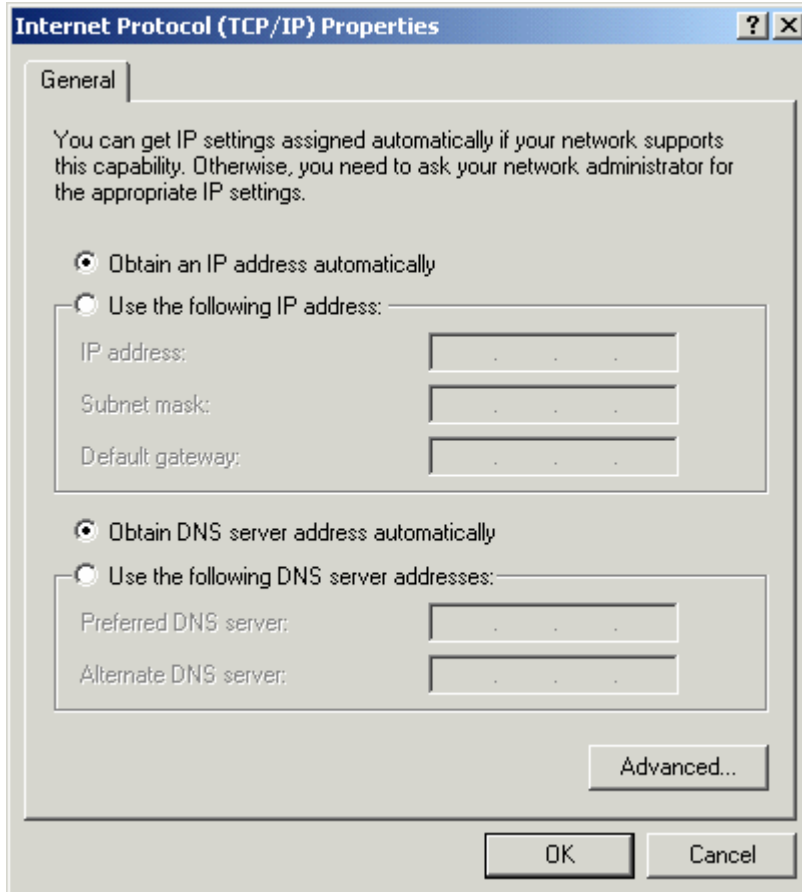 Internet Protocol (TCP/IP) Properties
General
You can get IP settings assigned automatically if your network supports
this capability. Otherwise, you need to ask your network administrator for
the appropriate IP settings.
Obtain an IP address automatically
Use the following IP address:
IP address:
Subnet mask:
Default gateway:
Obtain DNS server address automatically
Use the following DNS server addresses:
Preferred DNS server:
Alternate DNS server:
Advanced...
OK
Cancel